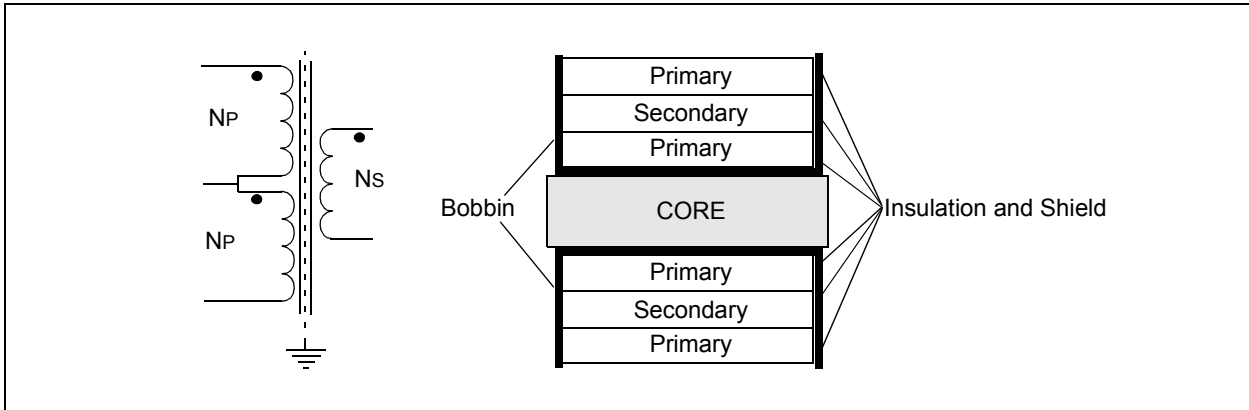 NP
NP
NS
Primary
Secondary
Primary
Bobbin
CORE
Insulation and Shield
Primary
Secondary
Primary